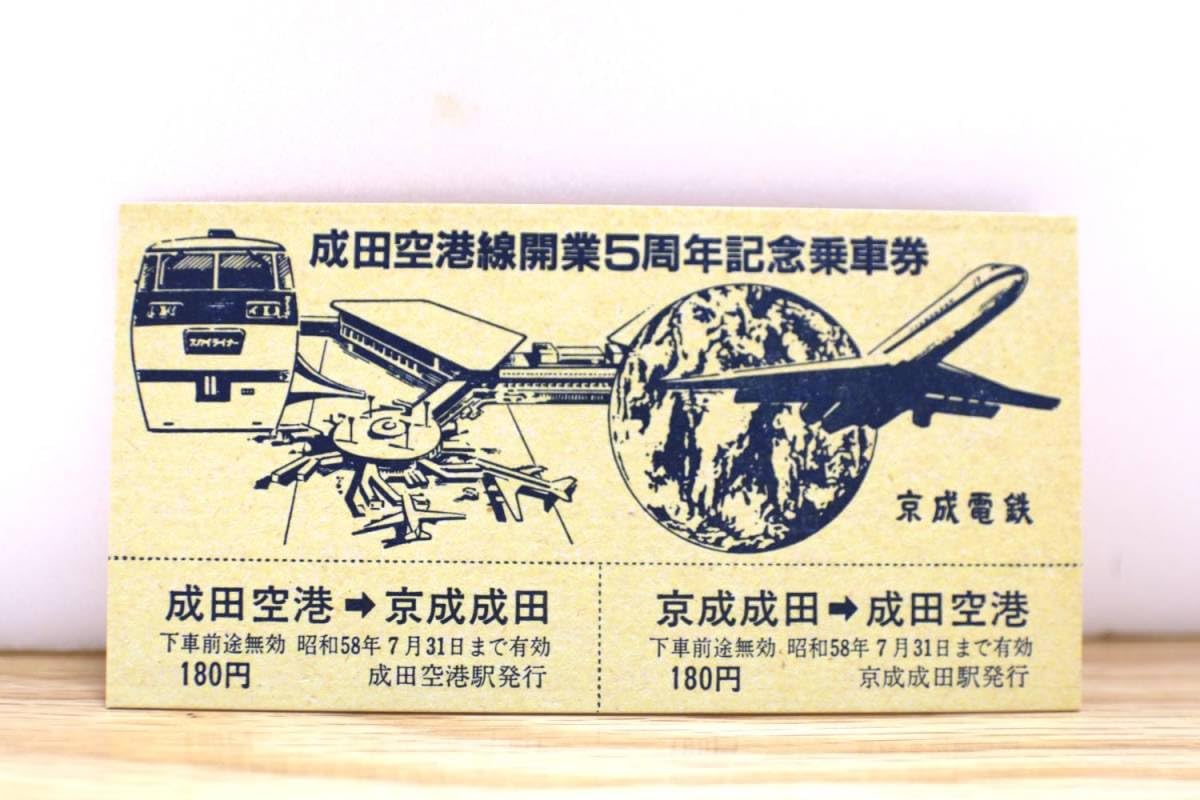 成田空港線開業5周年記念乗車券
スカイライナー
京成電鉄
成田空港➡京成成田
下車前途無効 昭和58年7月31日まで有効
180円 成田空港駅発行
京成成田➡成田空港
下車前途無効 昭和58年7月31日まで有効
180円 京成成田駅発行